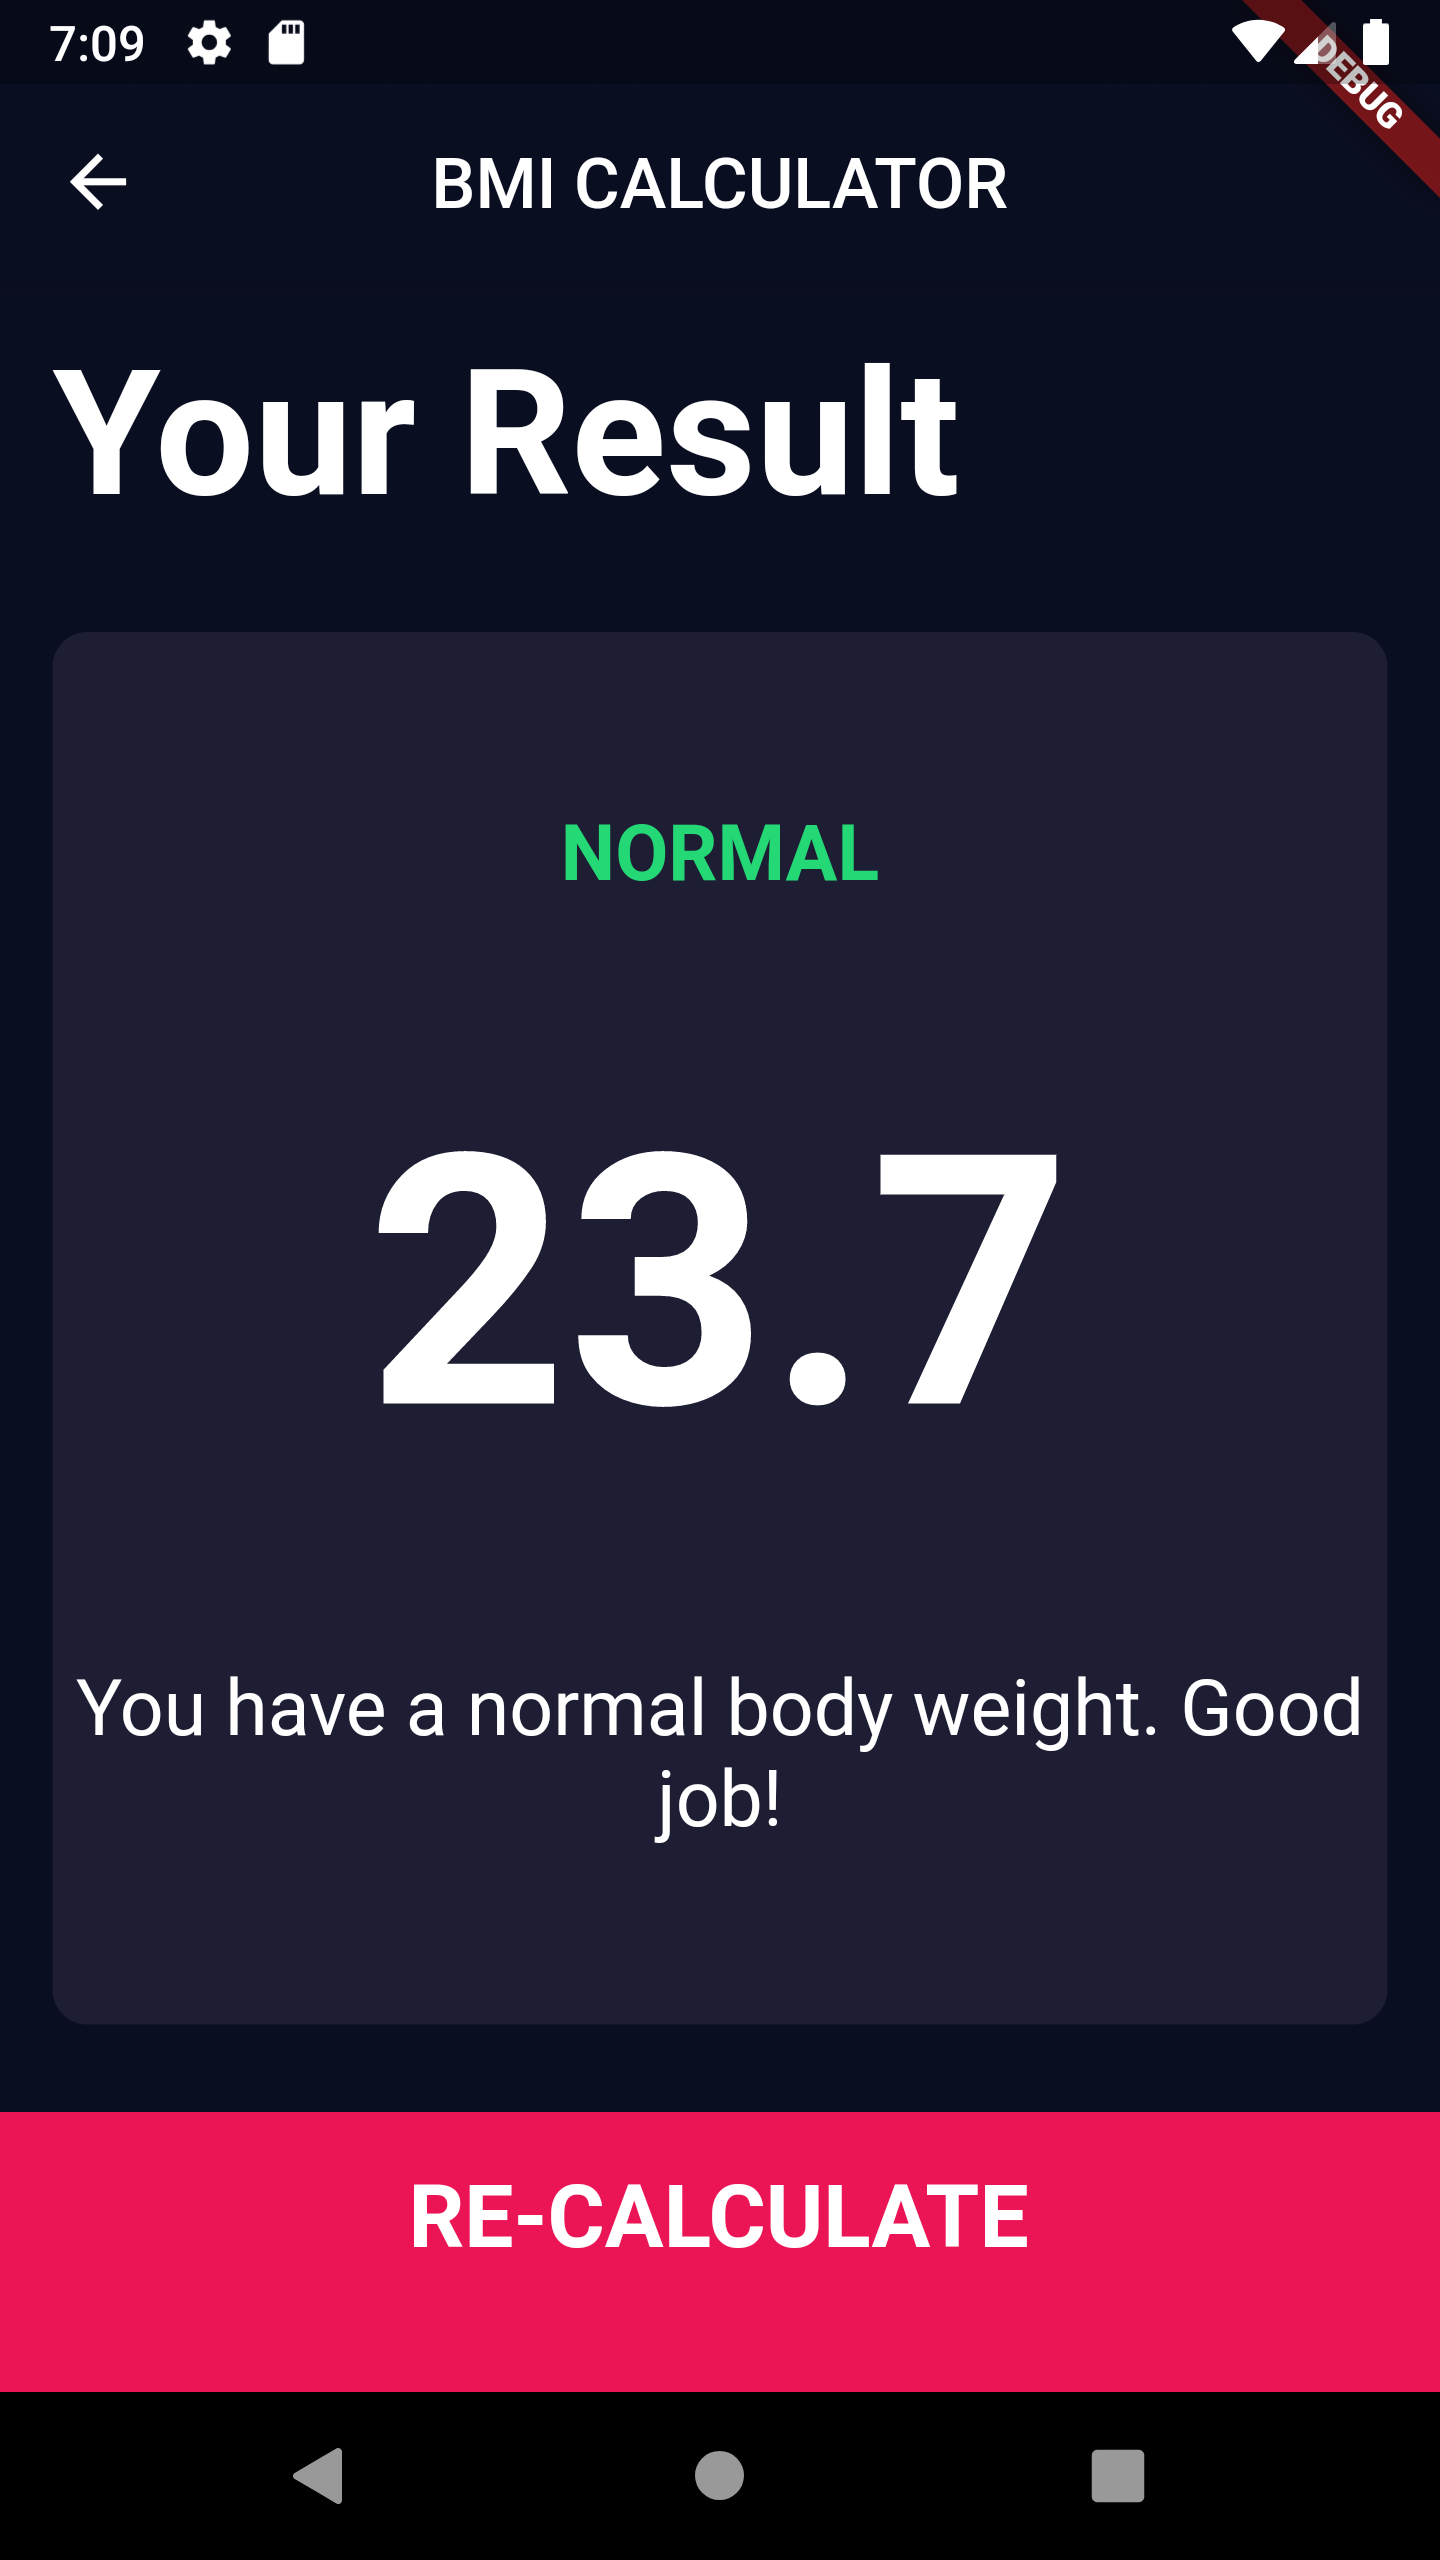 7:09
DEBUG
BMI CALCULATOR
Your Result
NORMAL
23.7
You have a normal body weight. Good
job!
RE-CALCULATE